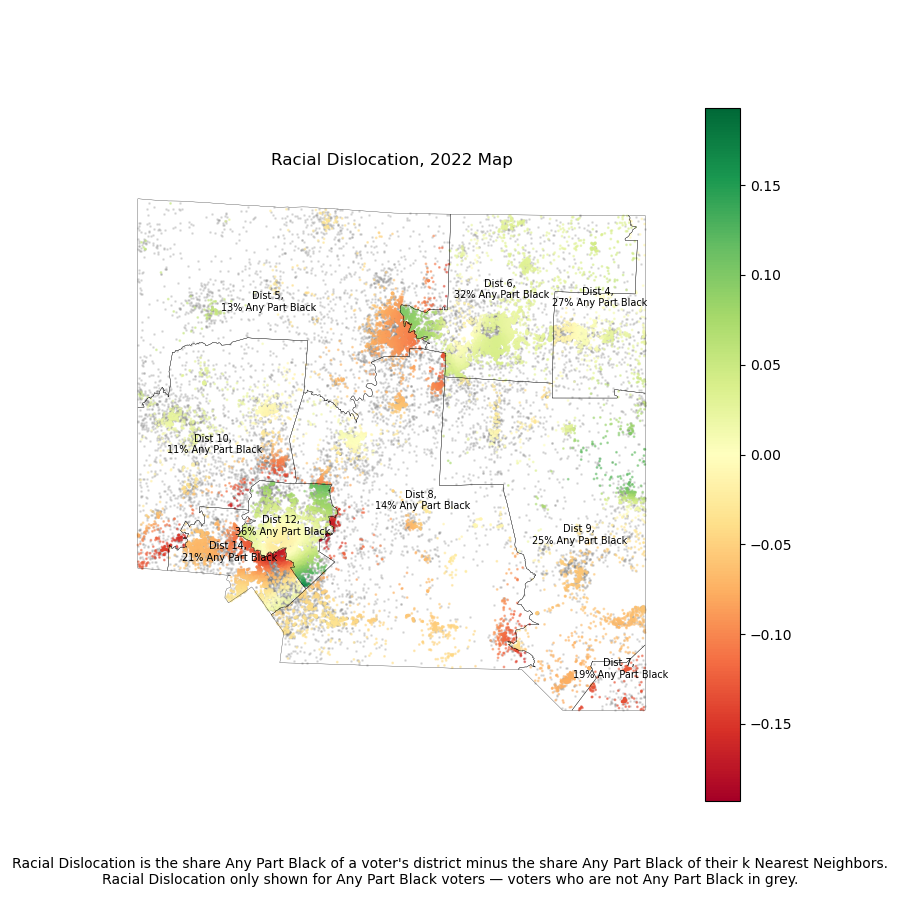 Racial Dislocation, 2022 Map
Dist 5,
13% Any Part Black
Dist 6,
32% Any Part Black
Dist 4,
27% Any Part Black
Dist 10,
11% Any Part Black
Dist 8,
14% Any Part Black
Dist 12,
36% Any Part Black
Dist 14,
21% Any Part Black
Dist 9,
25% Any Part Black
Dist 7,
19% Any Part Black
0.15
0.10
0.05
0.00
−0.05
−0.10
−0.15
Racial Dislocation is the share Any Part Black of a voter's district minus the share Any Part Black of their k Nearest Neighbors.
Racial Dislocation only shown for Any Part Black voters — voters who are not Any Part Black in grey.